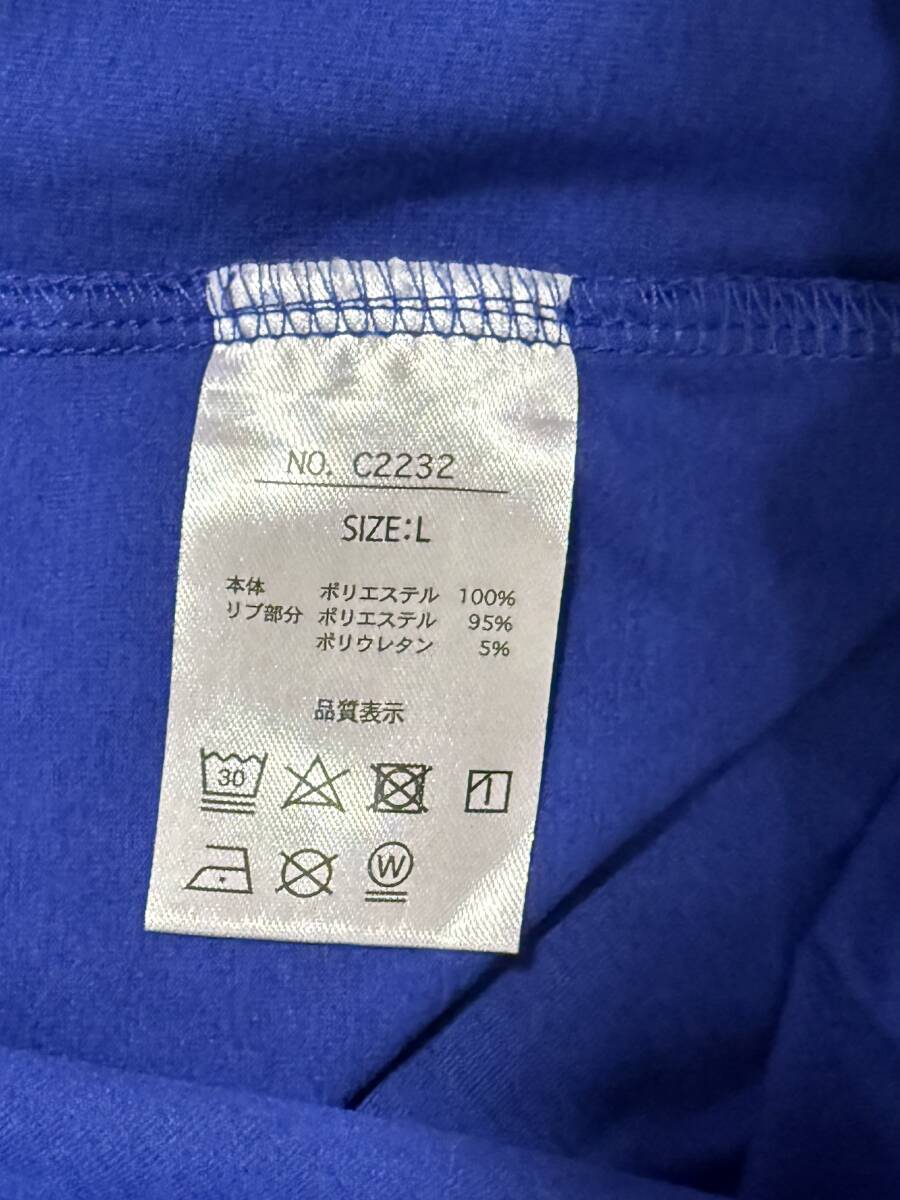 NO. C2232
SIZE:L
本体 ポリエステル 100%
リブ部分 ポリエステル 95%
ポリウレタン 5%
品質表示
30
W